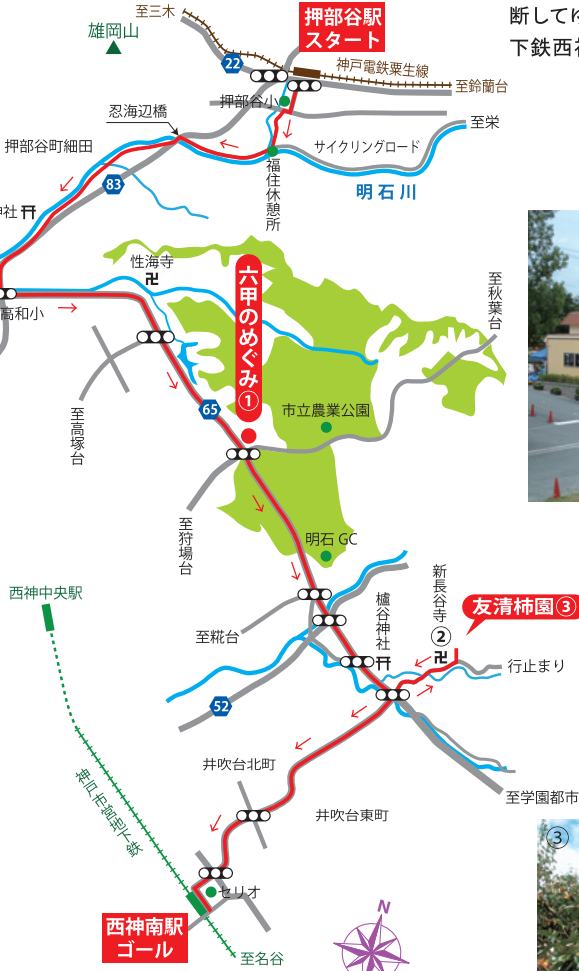 断してゆ
下鉄西神
至三木
押部谷駅
スタート
雄岡山
22
神戸電鉄粟生線
至鈴蘭台
押部谷小
忍海辺橋
至栄
サイクリングロード
押部谷町細田
福住休憩所
明石川
83
神社
性海寺
六甲のめぐみ①
至秋葉台
高和小
65
市立農業公園
至高塚台
至狩場台
明石 GC
西神中央駅
新長谷寺
②
櫨谷神社
友清柿園③
至糀台
行止まり
52
井吹台北町
神戸市営地下鉄
井吹台東町
至学園都市
③
セリオ
西神南駅
ゴール
N
至名谷